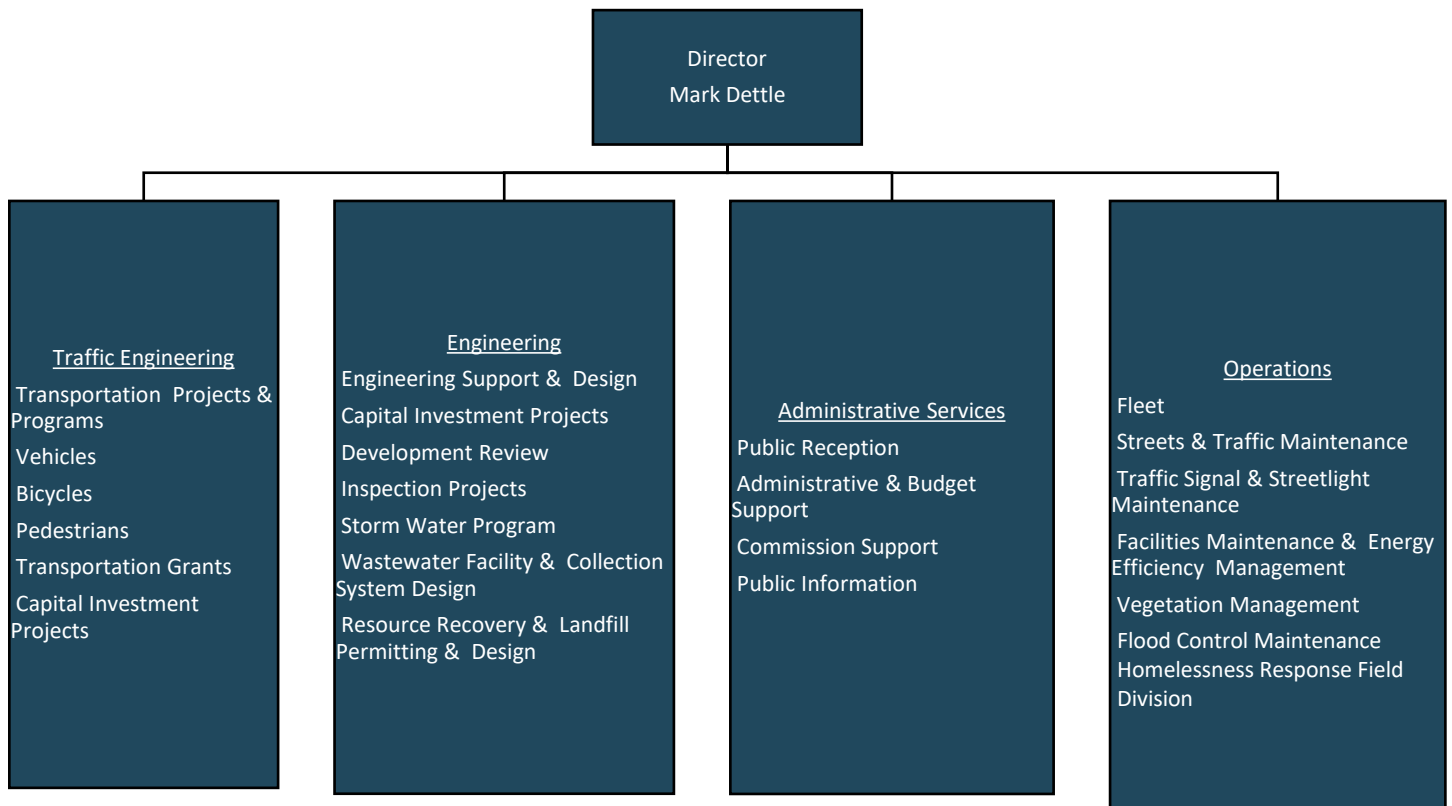 Director
Mark Dettle
Traffic Engineering
Transportation Projects &
Programs
Vehicles
Bicycles
Pedestrians
Transportation Grants
Capital Investment
Projects
Engineering
Engineering Support & Design
Capital Investment Projects
Development Review
Inspection Projects
Storm Water Program
Wastewater Facility & Collection
System Design
Resource Recovery & Landfill
Permitting & Design
Administrative Services
Public Reception
Administrative & Budget
Support
Commission Support
Public Information
Operations
Fleet
Streets & Traffic Maintenance
Traffic Signal & Streetlight
Maintenance
Facilities Maintenance & Energy
Efficiency Management
Vegetation Management
Flood Control Maintenance
Homelessness Response Field
Division